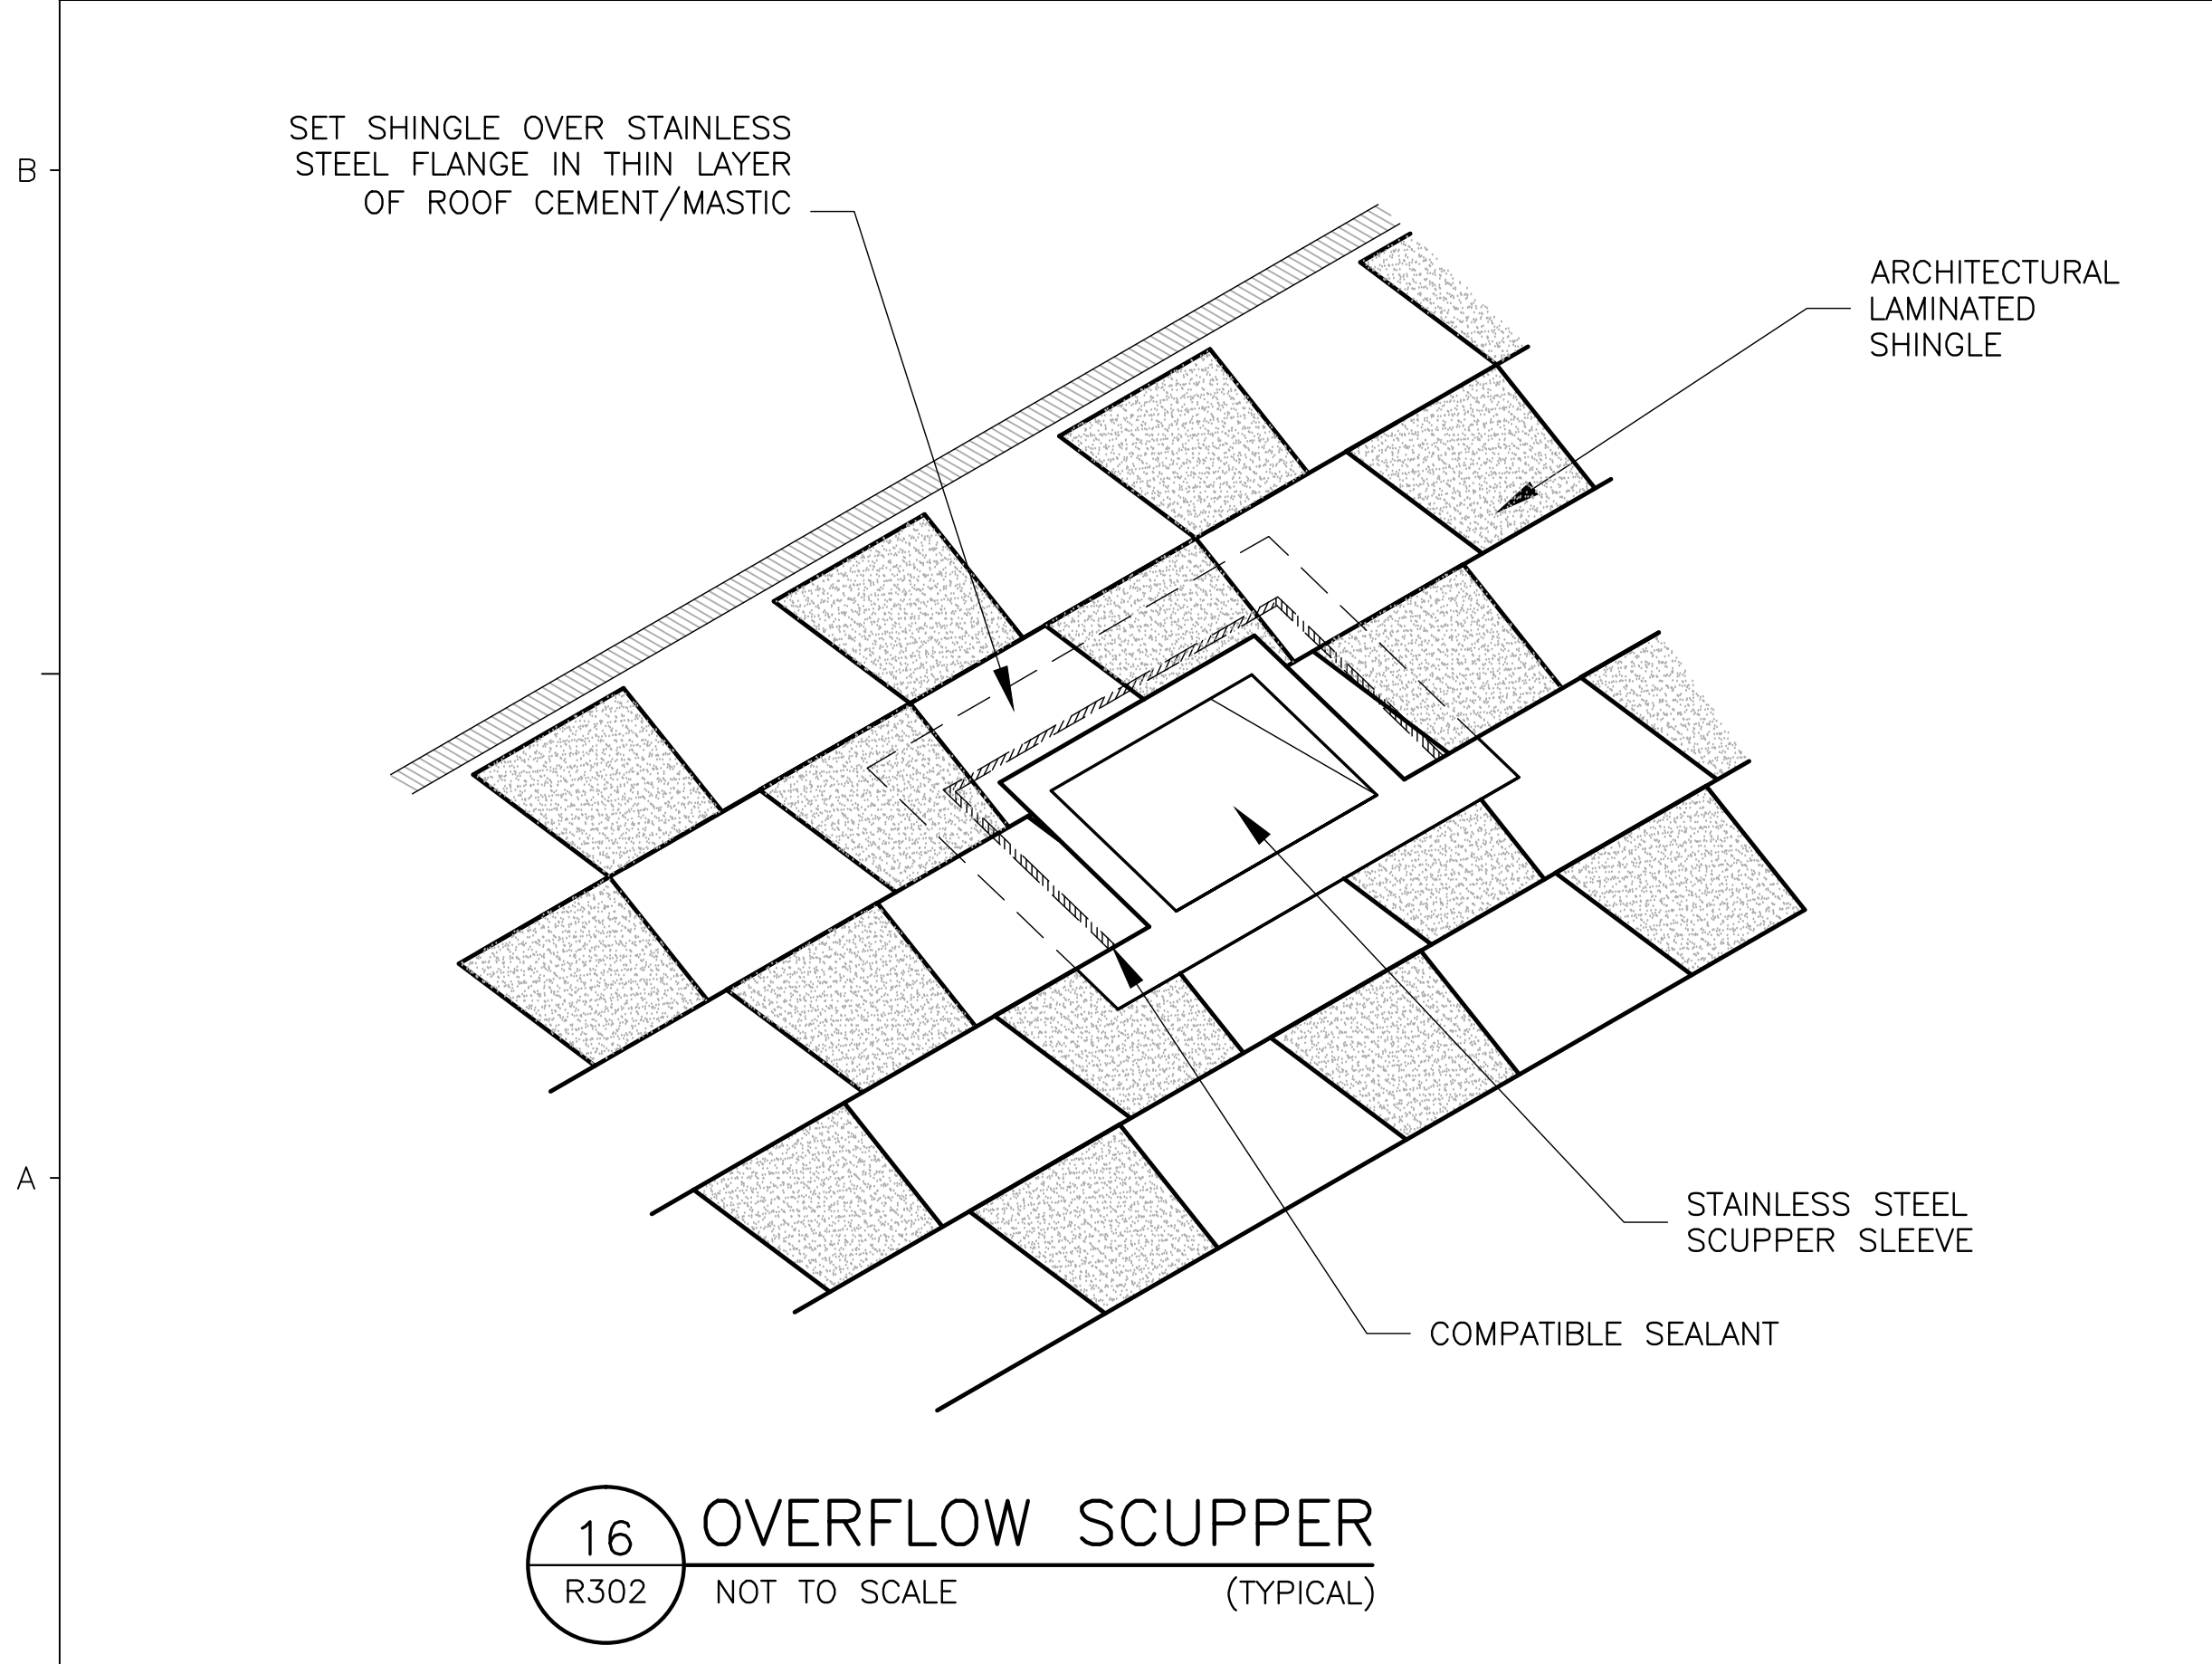 B
SET SHINGLE OVER STAINLESS
STEEL FLANGE IN THIN LAYER
OF ROOF CEMENT/MASTIC
ARCHITECTURAL
LAMINATED
SHINGLE
A
STAINLESS STEEL
SCUPPER SLEEVE
COMPATIBLE SEALANT
16
R302
OVERFLOW SCUPPER
NOT TO SCALE (TYPICAL)